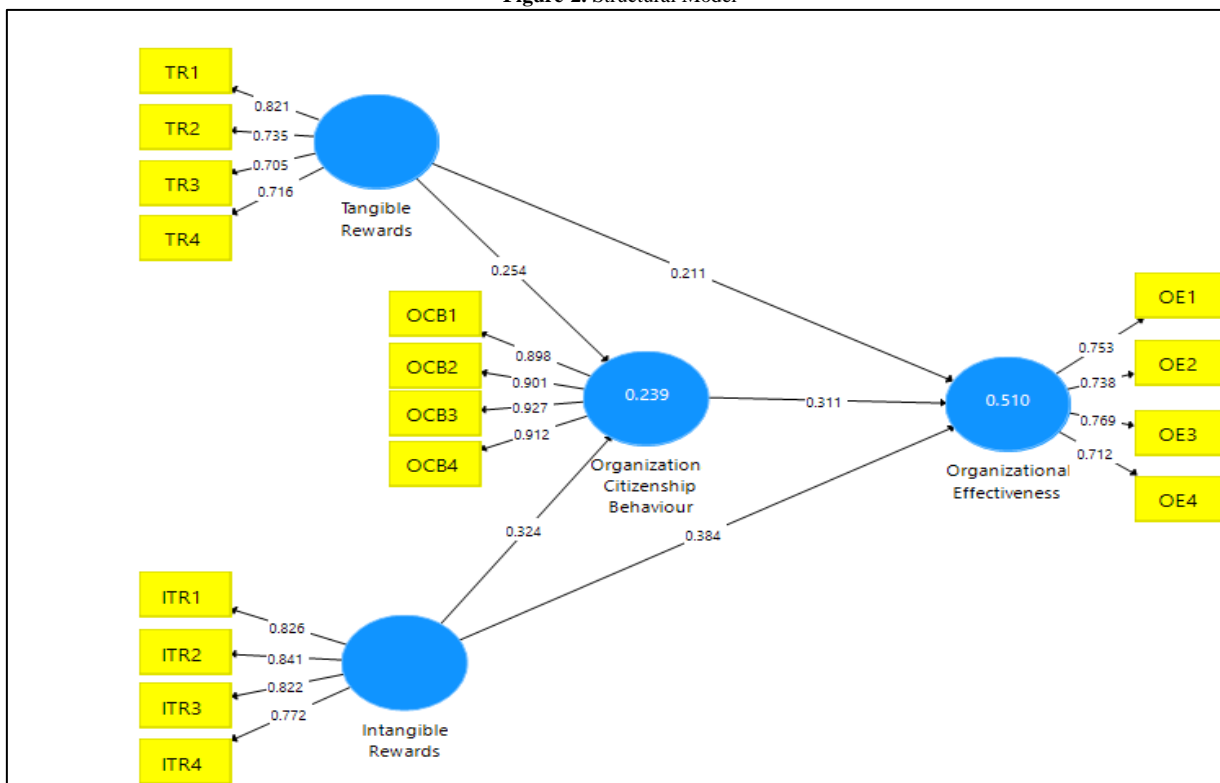 Figure 2. Structural Model
TR1
0.821
TR2
0.735
TR3
0.705
TR4
0.716
Tangible
Rewards
0.254
0.211
OCB1
0.898
OCB2
0.901
OCB3
0.927
OCB4
0.912
0.239
Organization
Citizenship
Behaviour
0.311
0.510
Organizational
Effectiveness
OE1
0.753
OE2
0.738
OE3
0.769
OE4
0.712
0.324
0.384
ITR1
0.826
ITR2
0.841
ITR3
0.822
ITR4
0.772
Intangible
Rewards